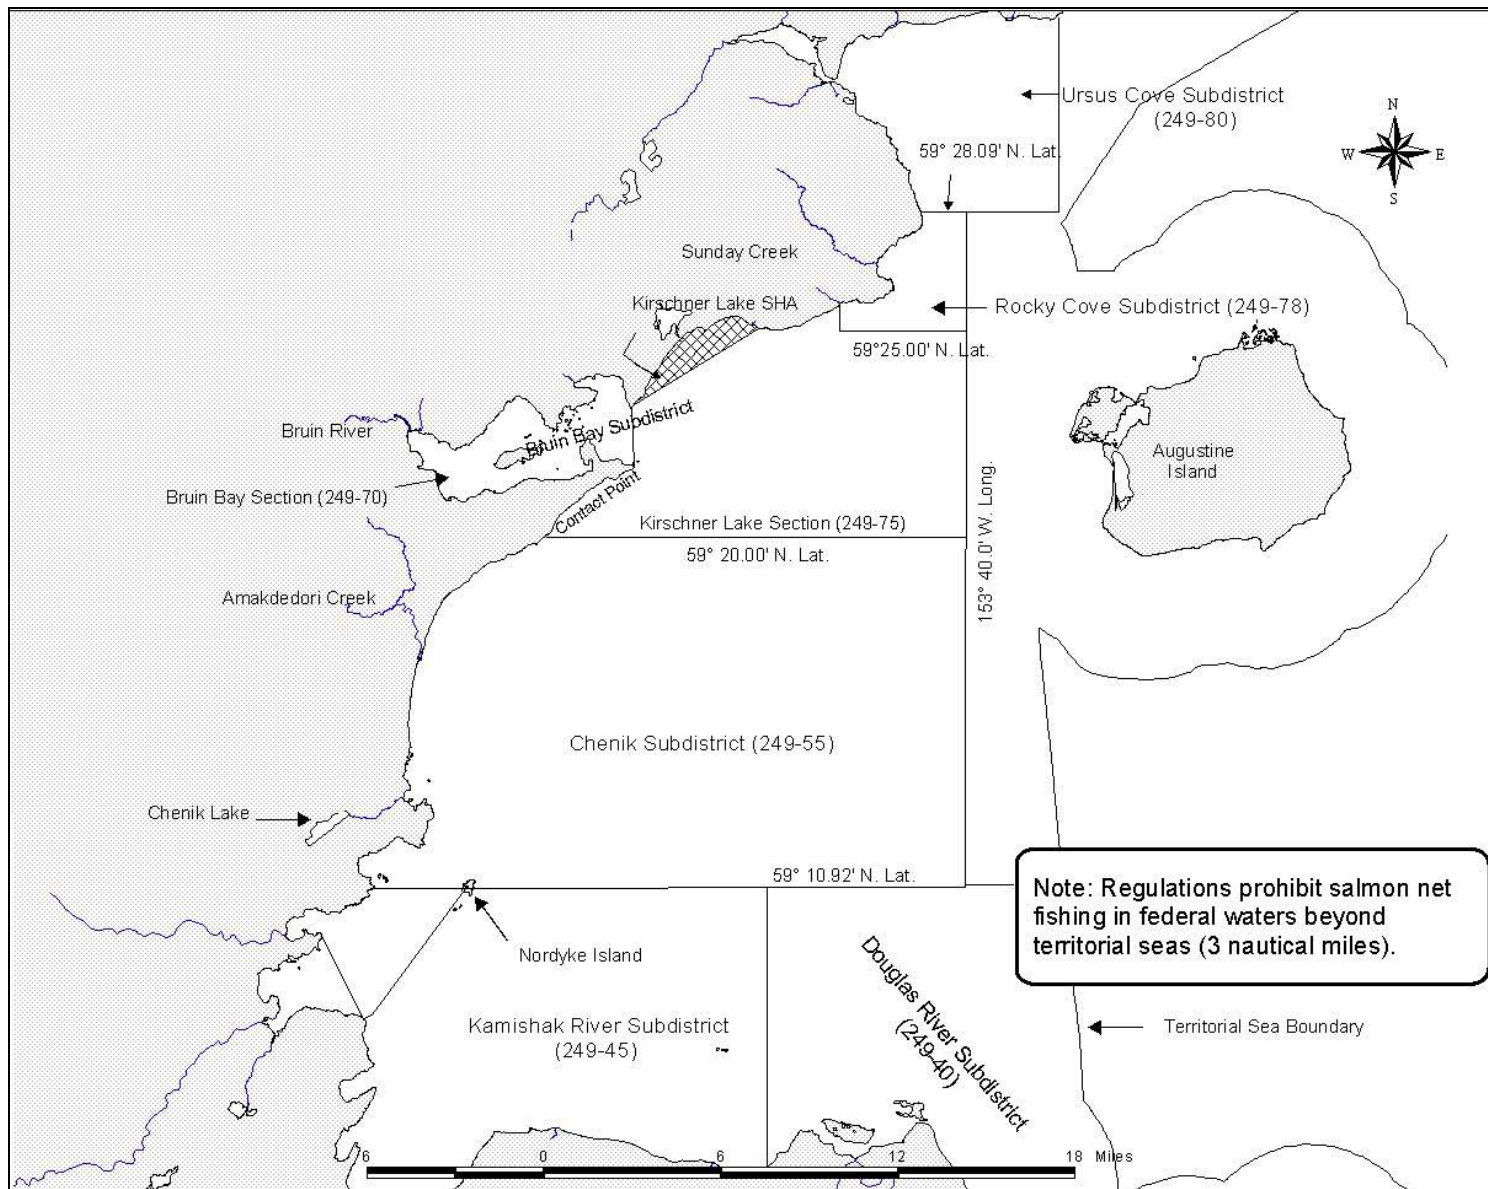 Ursus Cove Subdistrict
(249-80)
N
W
E
S
59° 28.09' N. Lat.
Sunday Creek
Kirschner Lake SHA
Rocky Cove Subdistrict (249-78)
59°25.00' N. Lat.
Bruin Bay Subdistrict
Bruin River
Augustine
Island
Bruin Bay Section (249-70)
Contact Point
Kirschner Lake Section (249-75)
59° 20.00' N. Lat.
153° 40.0' W. Long.
Amakdedori Creek
Chenik Subdistrict (249-55)
Chenik Lake
59° 10.92' N. Lat.
Note: Regulations prohibit salmon net
fishing in federal waters beyond
territorial seas (3 nautical miles).
Nordyke Island
Douglas River Subdistrict
(249-40)
Kamishak River Subdistrict
(249-45)
Territorial Sea Boundary
6 0 6 12 18 Miles